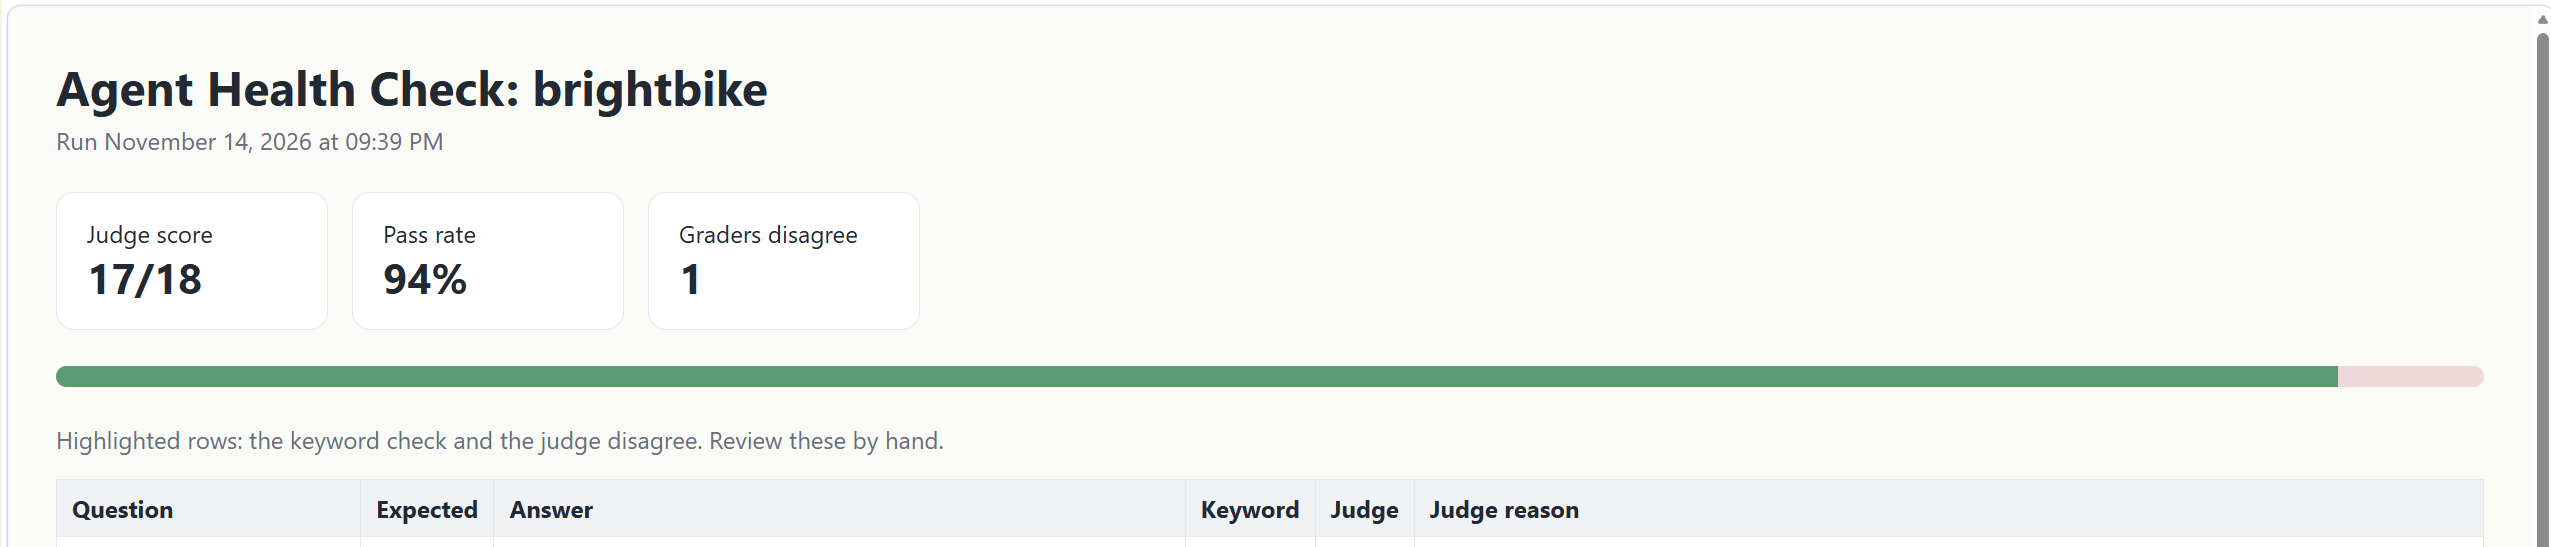 Agent Health Check: brightbike
Run November 14, 2026 at 09:39 PM
Judge score
17/18
Pass rate
94%
Graders disagree
1
Highlighted rows: the keyword check and the judge disagree. Review these by hand.
Question Expected Answer Keyword Judge Judge reason